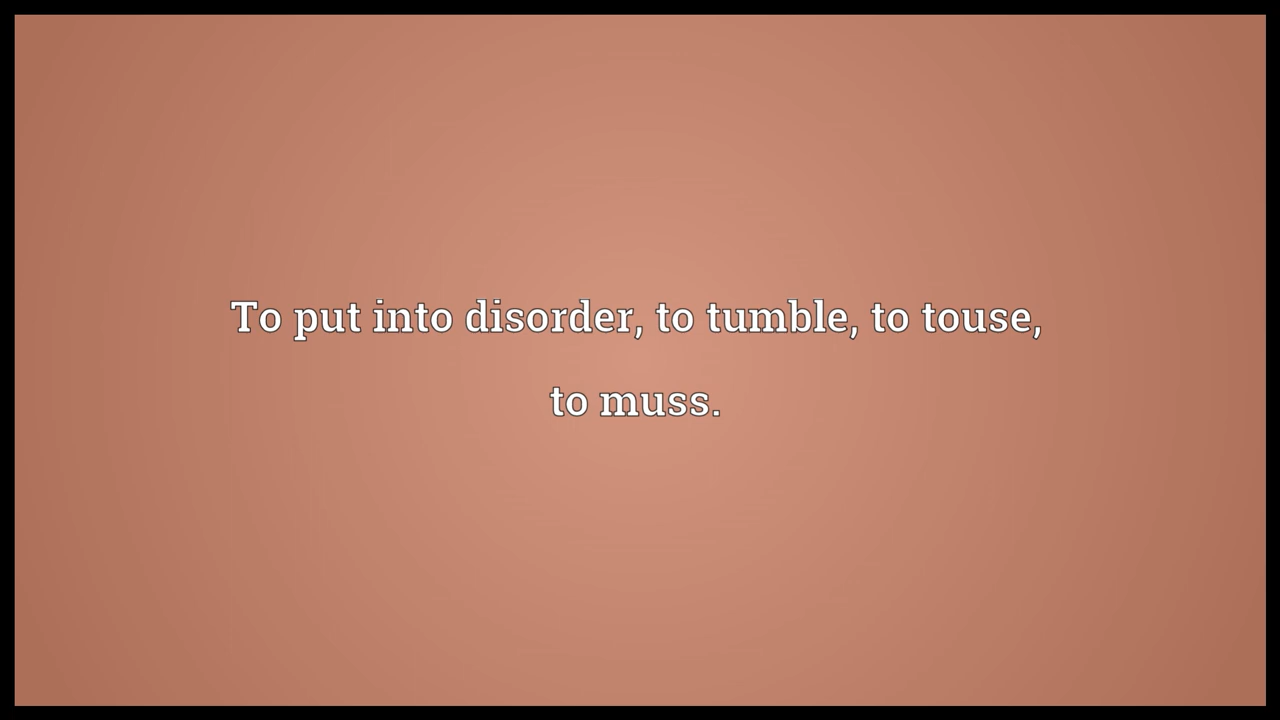 To put into disorder, to tumble, to touse,
to muss.